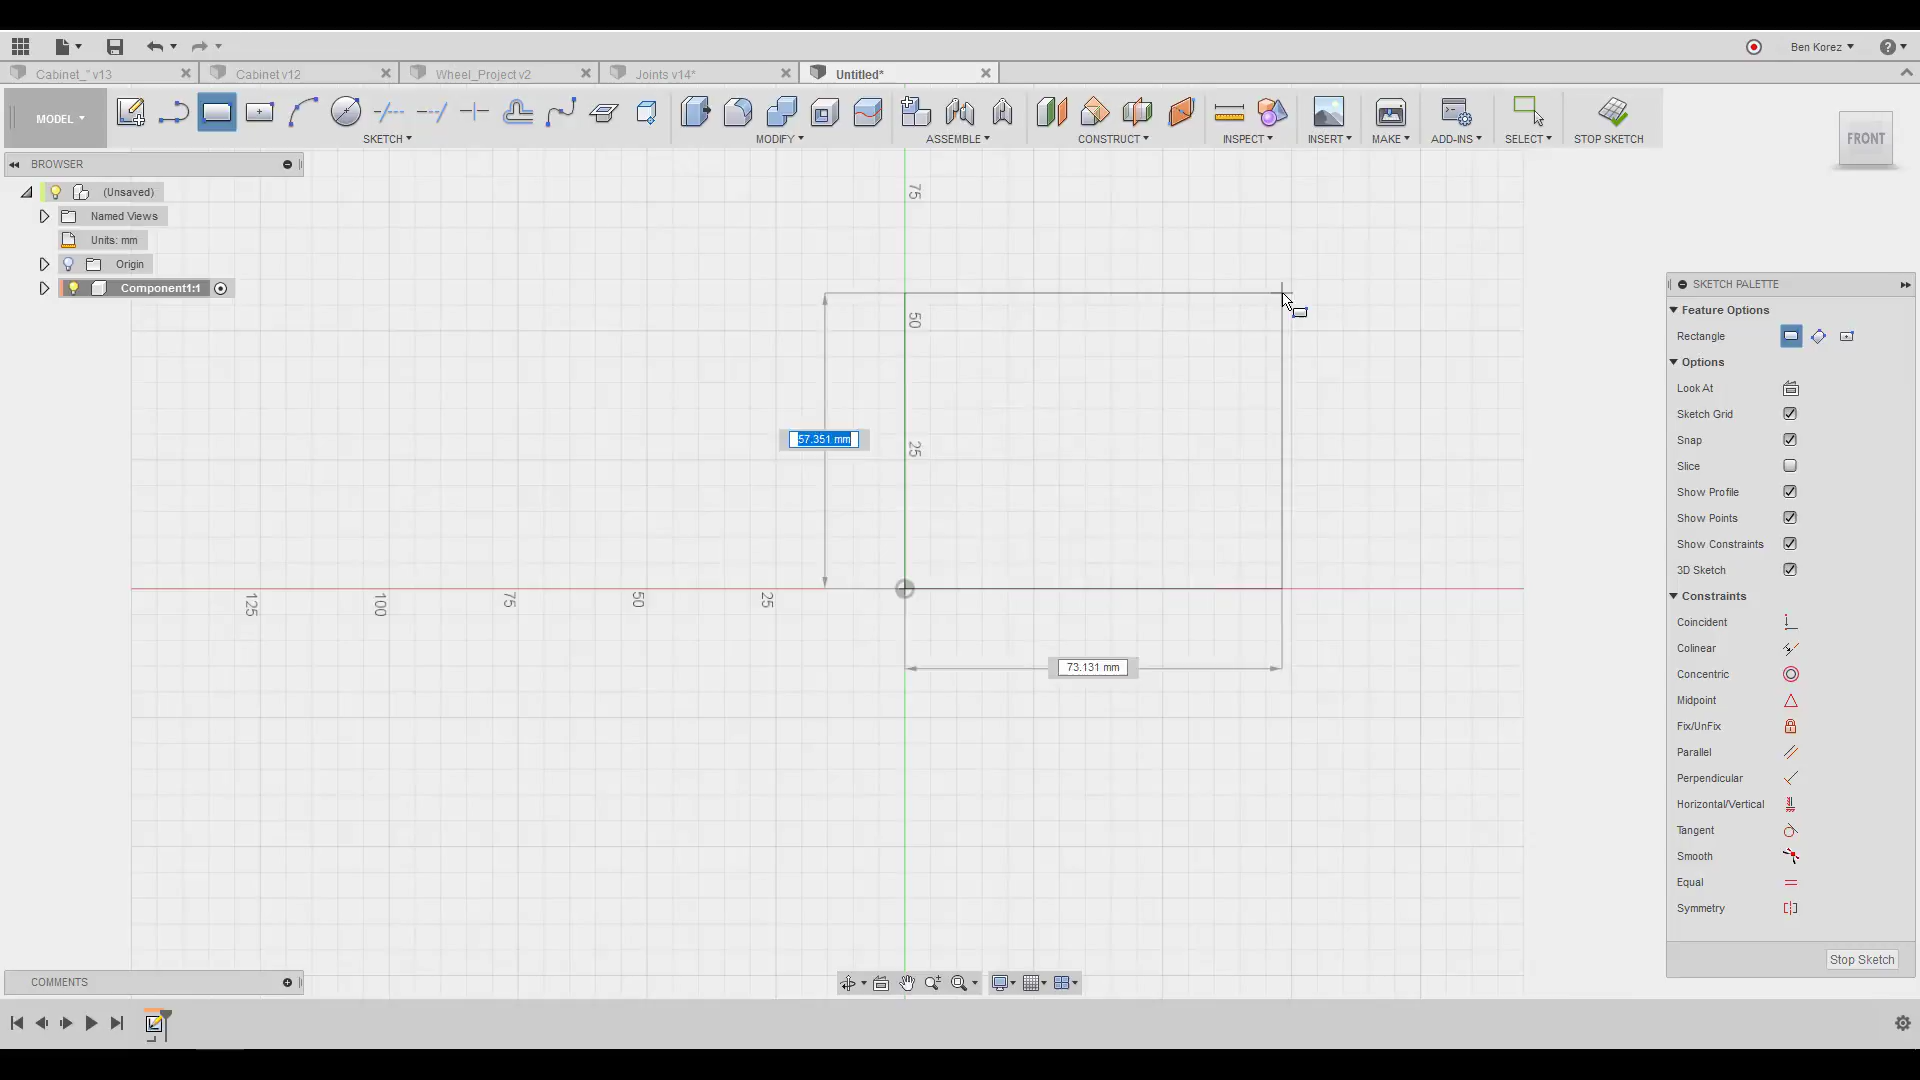 Ben Korez
Cabinet_" v13
Cabinet v12
Wheel_Project v2
Joints v14*
Untitled*
MODEL
SKETCH
MODIFY
ASSEMBLE
CONSTRUCT
INSPECT
INSERT
MAKE
ADD-INS
SELECT
STOP SKETCH
FRONT
BROWSER
(Unsaved)
Named Views
Units: mm
Origin
Component1:1
75
50
25
57.351 mm
125
100
75
50
25
73.131 mm
SKETCH PALETTE
Feature Options
Rectangle
Options
Look At
Sketch Grid
Snap
Slice
Show Profile
Show Points
Show Constraints
3D Sketch
Constraints
Coincident
Colinear
Concentric
Midpoint
Fix/UnFix
Parallel
Perpendicular
Horizontal/Vertical
Tangent
Smooth
Equal
Symmetry
Stop Sketch
COMMENTS